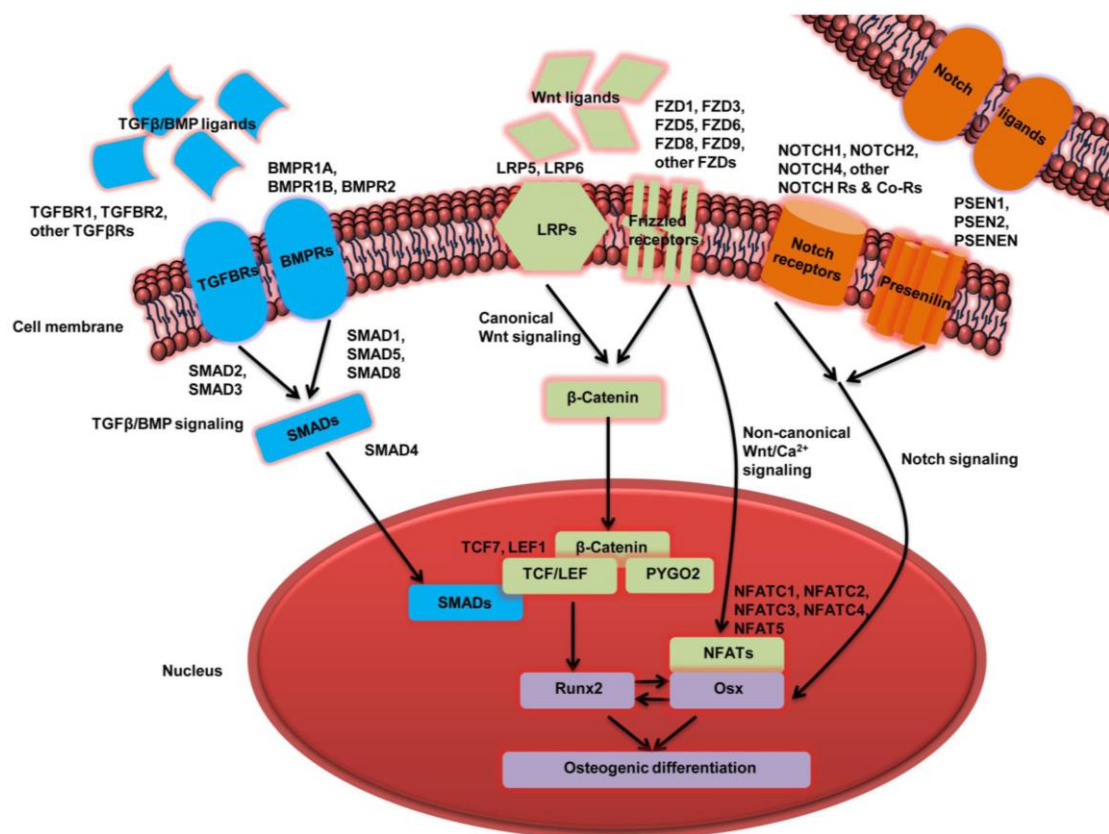 TGFβ/BMP ligands
Wnt ligands
FZD1, FZD3,
FZD5, FZD6,
FZD8, FZD9,
other FZDs
Notch
ligands
BMPR1A,
BMPR1B, BMPR2
LRP5, LRP6
NOTCH1, NOTCH2,
NOTCH4, other
NOTCH Rs & Co-Rs
TGFBR1, TGFBR2,
other TGFβRs
PSEN1,
PSEN2,
PSENEN
TGFBRs
BMPRs
LRPs
Frizzled
receptors
Notch
receptors
Presenilin
Cell membrane
SMAD2,
SMAD3
SMAD1,
SMAD5,
SMAD8
Canonical
Wnt signaling
TGFβ/BMP signaling
SMADs
SMAD4
β-Catenin
Non-canonical
Wnt/Ca²⁺
signaling
Notch signaling
TCF7, LEF1
β-Catenin
TCF/LEF
PYGO2
SMADs
NFATC1, NFATC2,
NFATC3, NFATC4,
NFAT5
NFATs
Nucleus
Runx2
Osx
Osteogenic differentiation